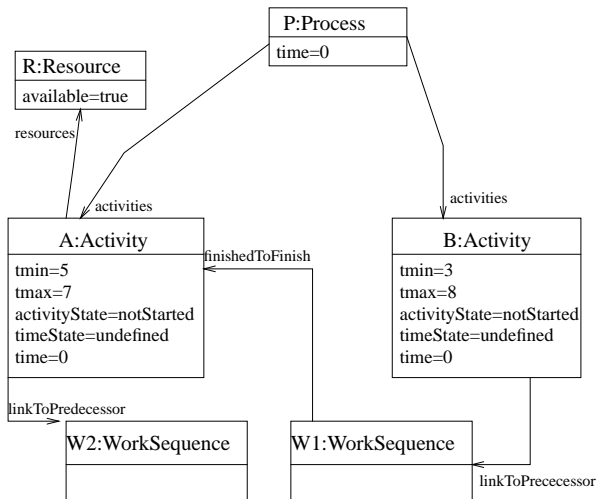 P:Process
time=0
R:Resource
available=true
resources
activities
activities
A:Activity
tmin=5
tmax=7
activityState=notStarted
timeState=undefined
time=0
finishedToFinish
B:Activity
tmin=3
tmax=8
activityState=notStarted
timeState=undefined
time=0
linkToPredecessor
W2:WorkSequence
W1:WorkSequence
linkToPrececessor